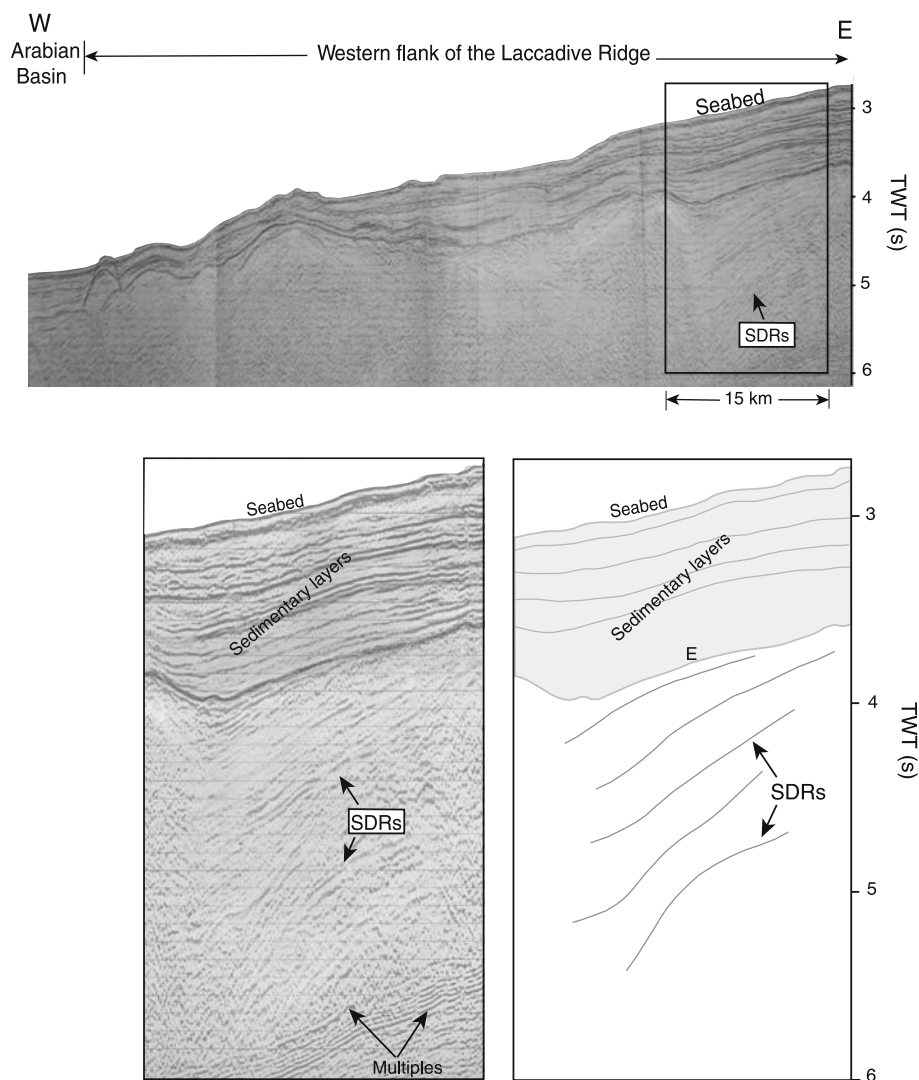 W
E
Arabian
Basin
Western flank of the Laccadive Ridge
Seabed
3
4
5
6
TWT (s)
SDRs
15 km
Seabed
Sedimentary layers
SDRs
Multiples
Seabed
Sedimentary layers
E
SDRs
3
4
5
6
TWT (s)